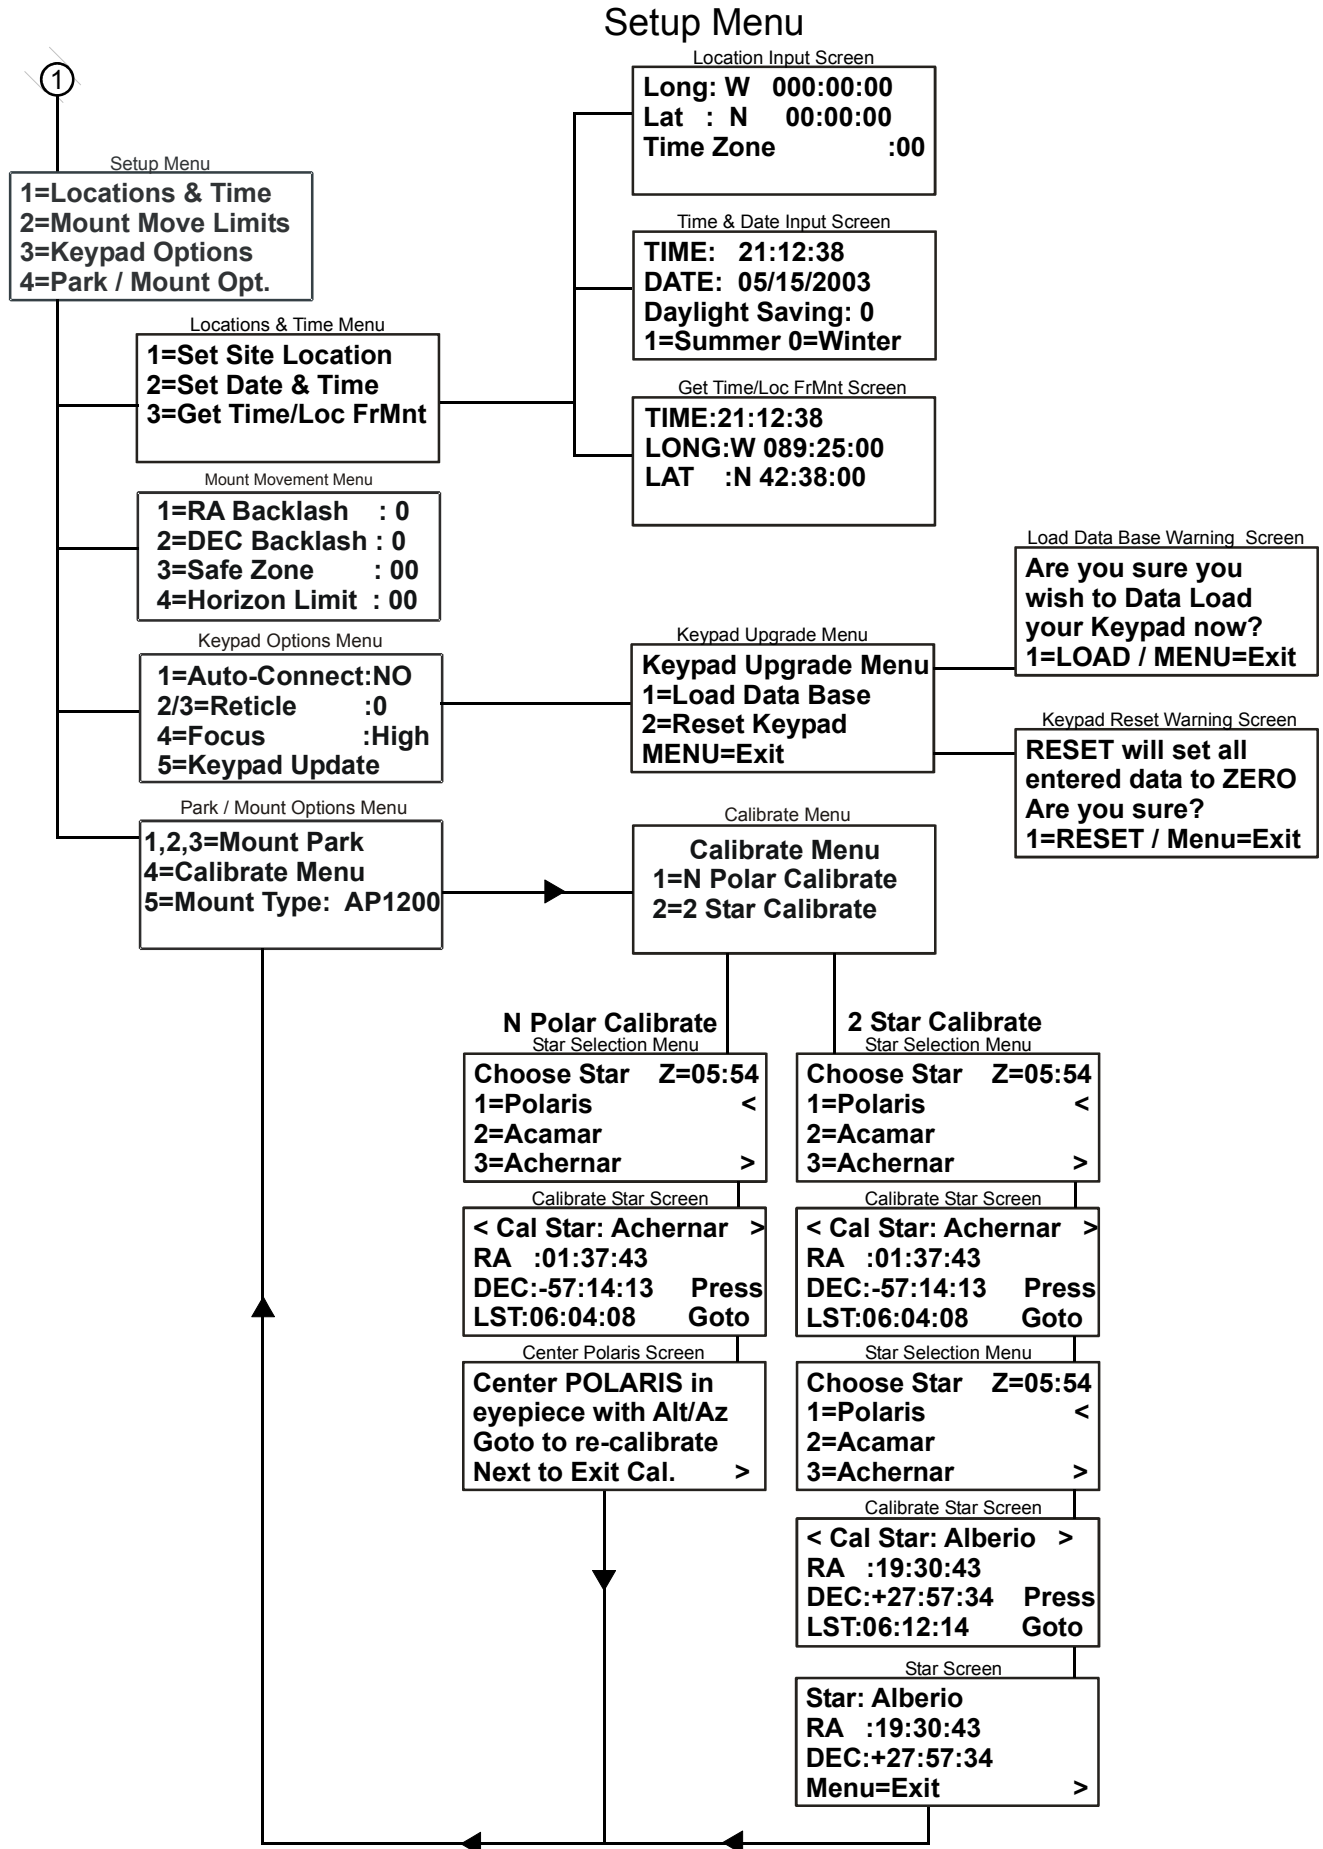 Setup Menu
1
Location Input Screen
Long: W 000:00:00
Lat : N 00:00:00
Time Zone :00
Setup Menu
1=Locations & Time
2=Mount Move Limits
3=Keypad Options
4=Park / Mount Opt.
Time & Date Input Screen
TIME: 21:12:38
DATE: 05/15/2003
Daylight Saving: 0
1=Summer 0=Winter
Locations & Time Menu
1=Set Site Location
2=Set Date & Time
3=Get Time/Loc FrMnt
Get Time/Loc FrMnt Screen
TIME:21:12:38
LONG:W 089:25:00
LAT :N 42:38:00
Mount Movement Menu
1=RA Backlash : 0
2=DEC Backlash : 0
3=Safe Zone : 00
4=Horizon Limit : 00
Load Data Base Warning Screen
Are you sure you
wish to Data Load
your Keypad now?
1=LOAD / MENU=Exit
Keypad Options Menu
1=Auto-Connect:NO
2/3=Reticle :0
4=Focus :High
5=Keypad Update
Keypad Upgrade Menu
Keypad Upgrade Menu
1=Load Data Base
2=Reset Keypad
MENU=Exit
Keypad Reset Warning Screen
RESET will set all
entered data to ZERO
Are you sure?
1=RESET / Menu=Exit
Park / Mount Options Menu
1,2,3=Mount Park
4=Calibrate Menu
5=Mount Type: AP1200
Calibrate Menu
Calibrate Menu
1=N Polar Calibrate
2=2 Star Calibrate
N Polar Calibrate
Star Selection Menu
Choose Star Z=05:54
1=Polaris <
2=Acamar
3=Achernar >
Calibrate Star Screen
< Cal Star: Achernar >
RA :01:37:43
DEC:-57:14:13 Press
LST:06:04:08 Goto
Center Polaris Screen
Center POLARIS in
eyepiece with Alt/Az
Goto to re-calibrate
Next to Exit Cal. >
2 Star Calibrate
Star Selection Menu
Choose Star Z=05:54
1=Polaris <
2=Acamar
3=Achernar >
Calibrate Star Screen
< Cal Star: Achernar >
RA :01:37:43
DEC:-57:14:13 Press
LST:06:04:08 Goto
Star Selection Menu
Choose Star Z=05:54
1=Polaris <
2=Acamar
3=Achernar >
Calibrate Star Screen
< Cal Star: Alberio >
RA :19:30:43
DEC:+27:57:34 Press
LST:06:12:14 Goto
Star Screen
Star: Alberio
RA :19:30:43
DEC:+27:57:34
Menu=Exit >